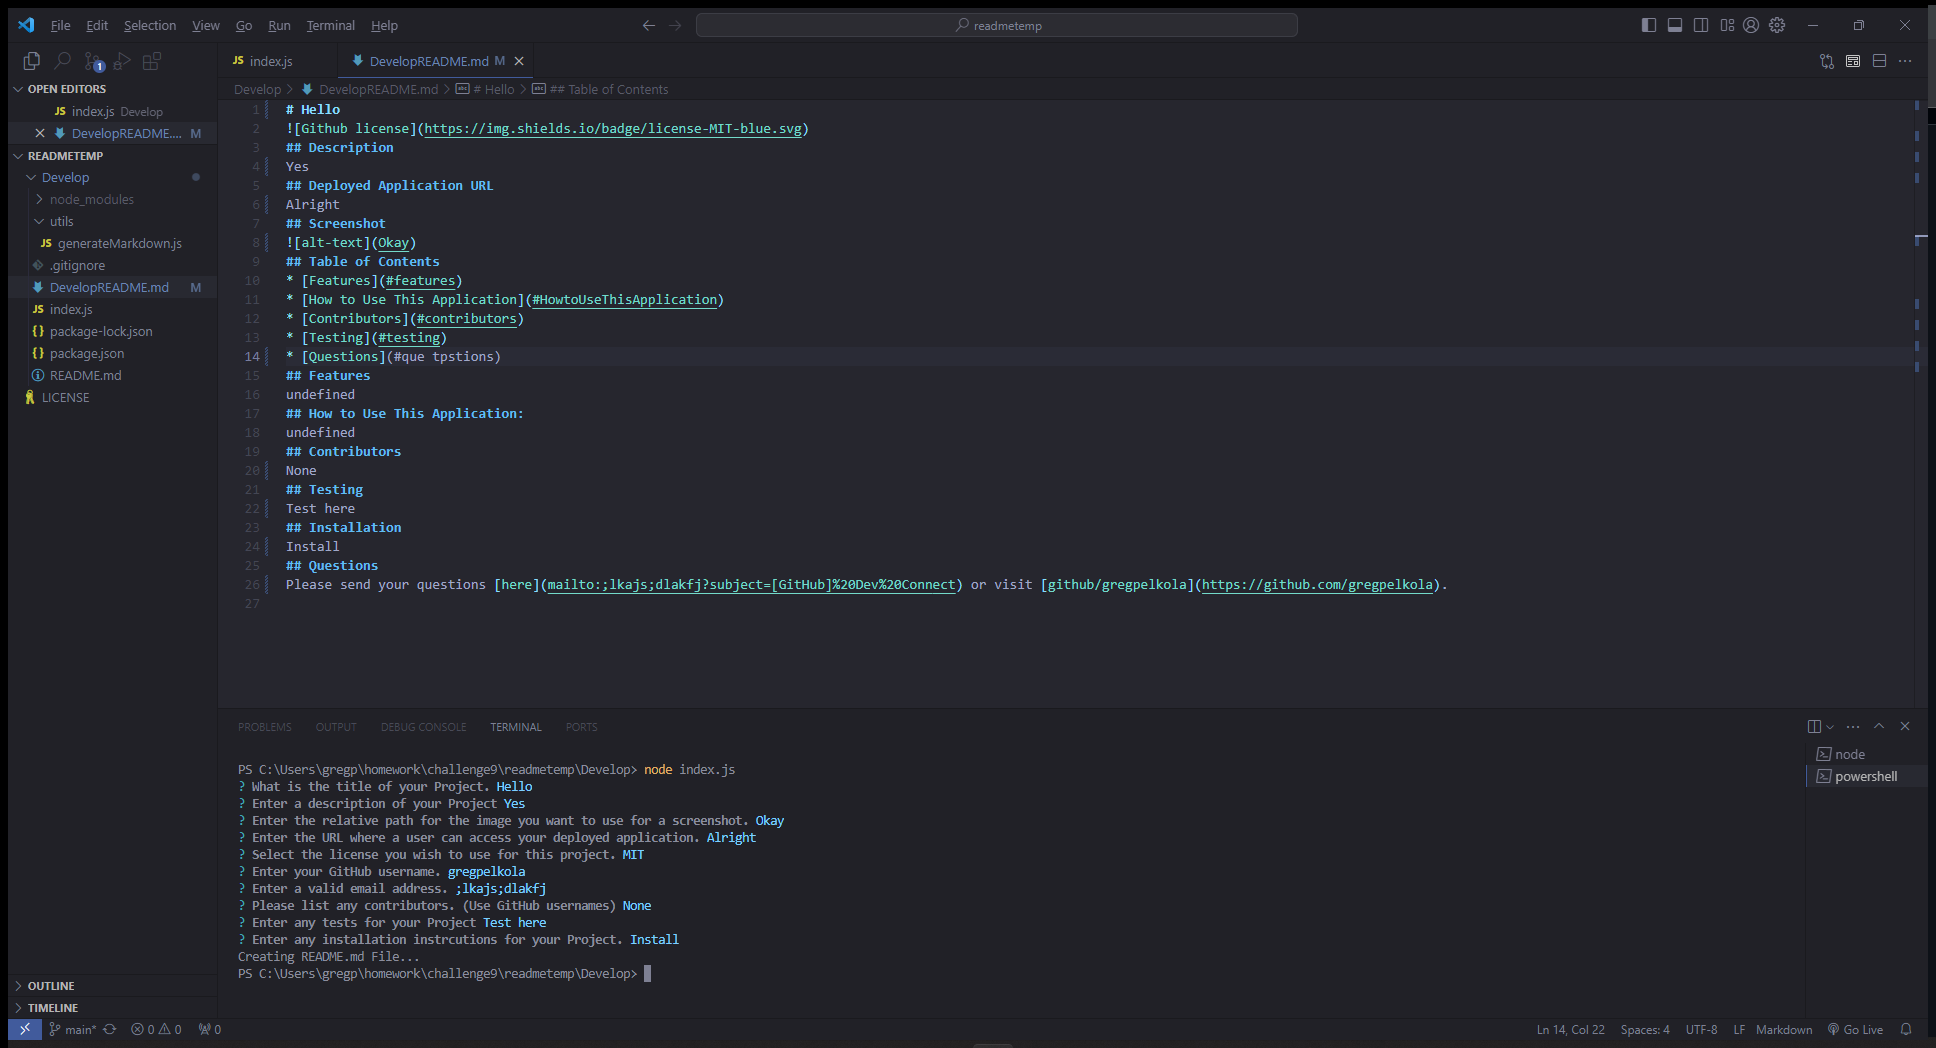 File Edit Selection View Go Run Terminal Help
readmetemp
1
JS index.js
DevelopREADME.md M
OPEN EDITORS
JS index.js Develop
DevelopREADME.... M
READMETEMP
Develop
node_modules
utils
JS generateMarkdown.js
.gitignore
DevelopREADME.md M
JS index.js
{} package-lock.json
{} package.json
README.md
LICENSE
OUTLINE
TIMELINE
Develop > DevelopREADME.md > # Hello > ## Table of Contents
1 # Hello
2 ![Github license](https://img.shields.io/badge/license-MIT-blue.svg)
3 ## Description
4 Yes
5 ## Deployed Application URL
6 Alright
7 ## Screenshot
8 ![alt-text](Okay)
9 ## Table of Contents
10 * [Features](#features)
11 * [How to Use This Application](#HowtoUseThisApplication)
12 * [Contributors](#contributors)
13 * [Testing](#testing)
14 * [Questions](#que tpstions)
15 ## Features
16 undefined
17 ## How to Use This Application:
18 undefined
19 ## Contributors
20 None
21 ## Testing
22 Test here
23 ## Installation
24 Install
25 ## Questions
26 Please send your questions [here](mailto:;lkajs;dlakfj?subject=[GitHub]%20Dev%20Connect) or visit [github/gregpelkola](https://github.com/gregpelkola).
27
PROBLEMS OUTPUT DEBUG CONSOLE TERMINAL PORTS
PS C:\Users\gregp\homework\challenge9\readmetemp\Develop> node index.js
? What is the title of your Project. Hello
? Enter a description of your Project Yes
? Enter the relative path for the image you want to use for a screenshot. Okay
? Enter the URL where a user can access your deployed application. Alright
? Select the license you wish to use for this project. MIT
? Enter your GitHub username. gregpelkola
? Enter a valid email address. ;lkajs;dlakfj
? Please list any contributors. (Use GitHub usernames) None
? Enter any tests for your Project Test here
? Enter any installation instrcutions for your Project. Install
Creating README.md File...
PS C:\Users\gregp\homework\challenge9\readmetemp\Develop>
node
powershell
main* 0 0 0
Ln 14, Col 22 Spaces: 4 UTF-8 LF Markdown Go Live